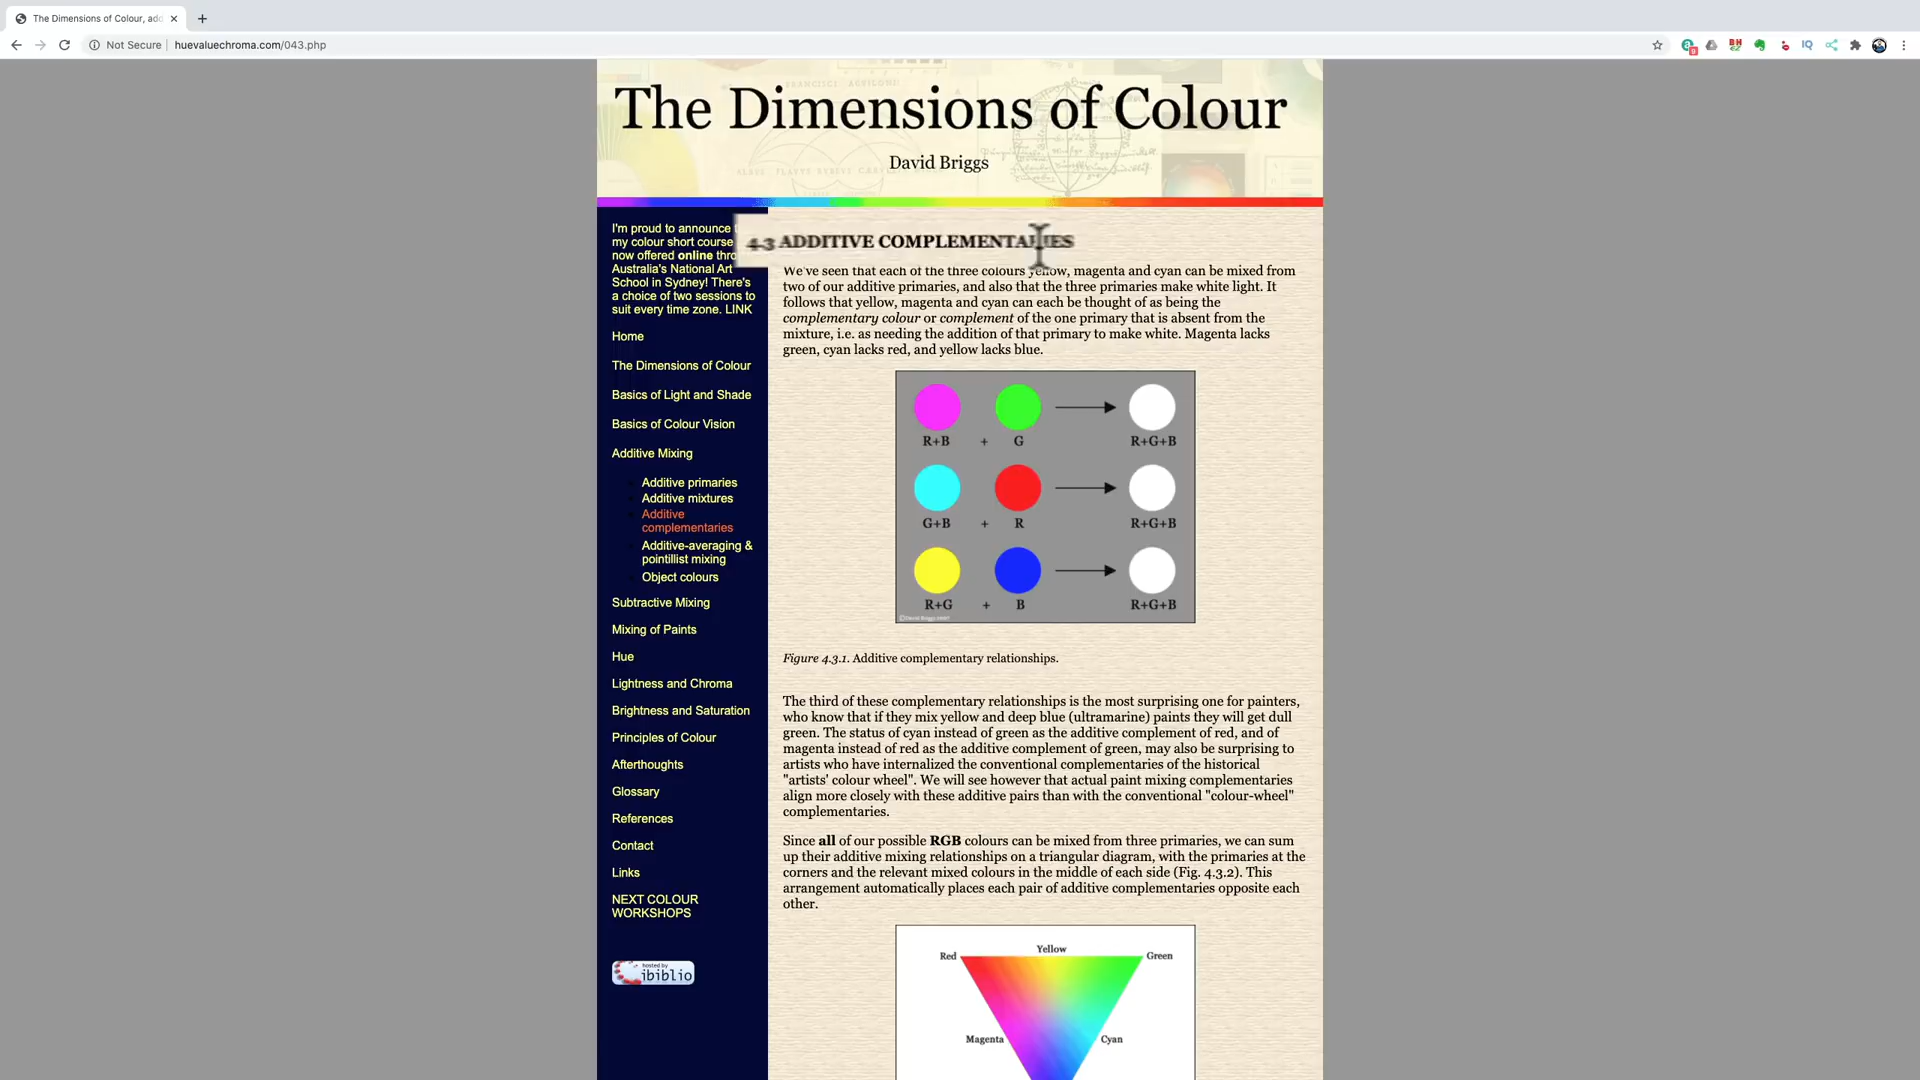 The Dimensions of Colour, add
Not Secure | huevaluechroma.com/043.php
The Dimensions of Colour
David Briggs
I'm proud to announce
my colour short course
now offered online thro
Australia's National Art
School in Sydney! There's
a choice of two sessions to
suit every time zone. LINK
Home
The Dimensions of Colour
Basics of Light and Shade
Basics of Colour Vision
Additive Mixing
Additive primaries
Additive mixtures
Additive
complementaries
Additive-averaging &
pointillist mixing
Object colours
Subtractive Mixing
Mixing of Paints
Hue
Lightness and Chroma
Brightness and Saturation
Principles of Colour
Afterthoughts
Glossary
References
Contact
Links
NEXT COLOUR
WORKSHOPS
hosted by
ibiblio
4.3 ADDITIVE COMPLEMENTARIES
We've seen that each of the three colours yellow, magenta and cyan can be mixed from
two of our additive primaries, and also that the three primaries make white light. It
follows that yellow, magenta and cyan can each be thought of as being the
complementary colour or complement of the one primary that is absent from the
mixture, i.e. as needing the addition of that primary to make white. Magenta lacks
green, cyan lacks red, and yellow lacks blue.
R+B + G R+G+B
G+B + R R+G+B
R+G + B R+G+B
Figure 4.3.1. Additive complementary relationships.
The third of these complementary relationships is the most surprising one for painters,
who know that if they mix yellow and deep blue (ultramarine) paints they will get dull
green. The status of cyan instead of green as the additive complement of red, and of
magenta instead of red as the additive complement of green, may also be surprising to
artists who have internalized the conventional complementaries of the historical
"artists' colour wheel". We will see however that actual paint mixing complementaries
align more closely with these additive pairs than with the conventional "colour-wheel"
complementaries.
Since all of our possible RGB colours can be mixed from three primaries, we can sum
up their additive mixing relationships on a triangular diagram, with the primaries at the
corners and the relevant mixed colours in the middle of each side (Fig. 4.3.2). This
arrangement automatically places each pair of additive complementaries opposite each
other.
Yellow
Red Green
Magenta Cyan